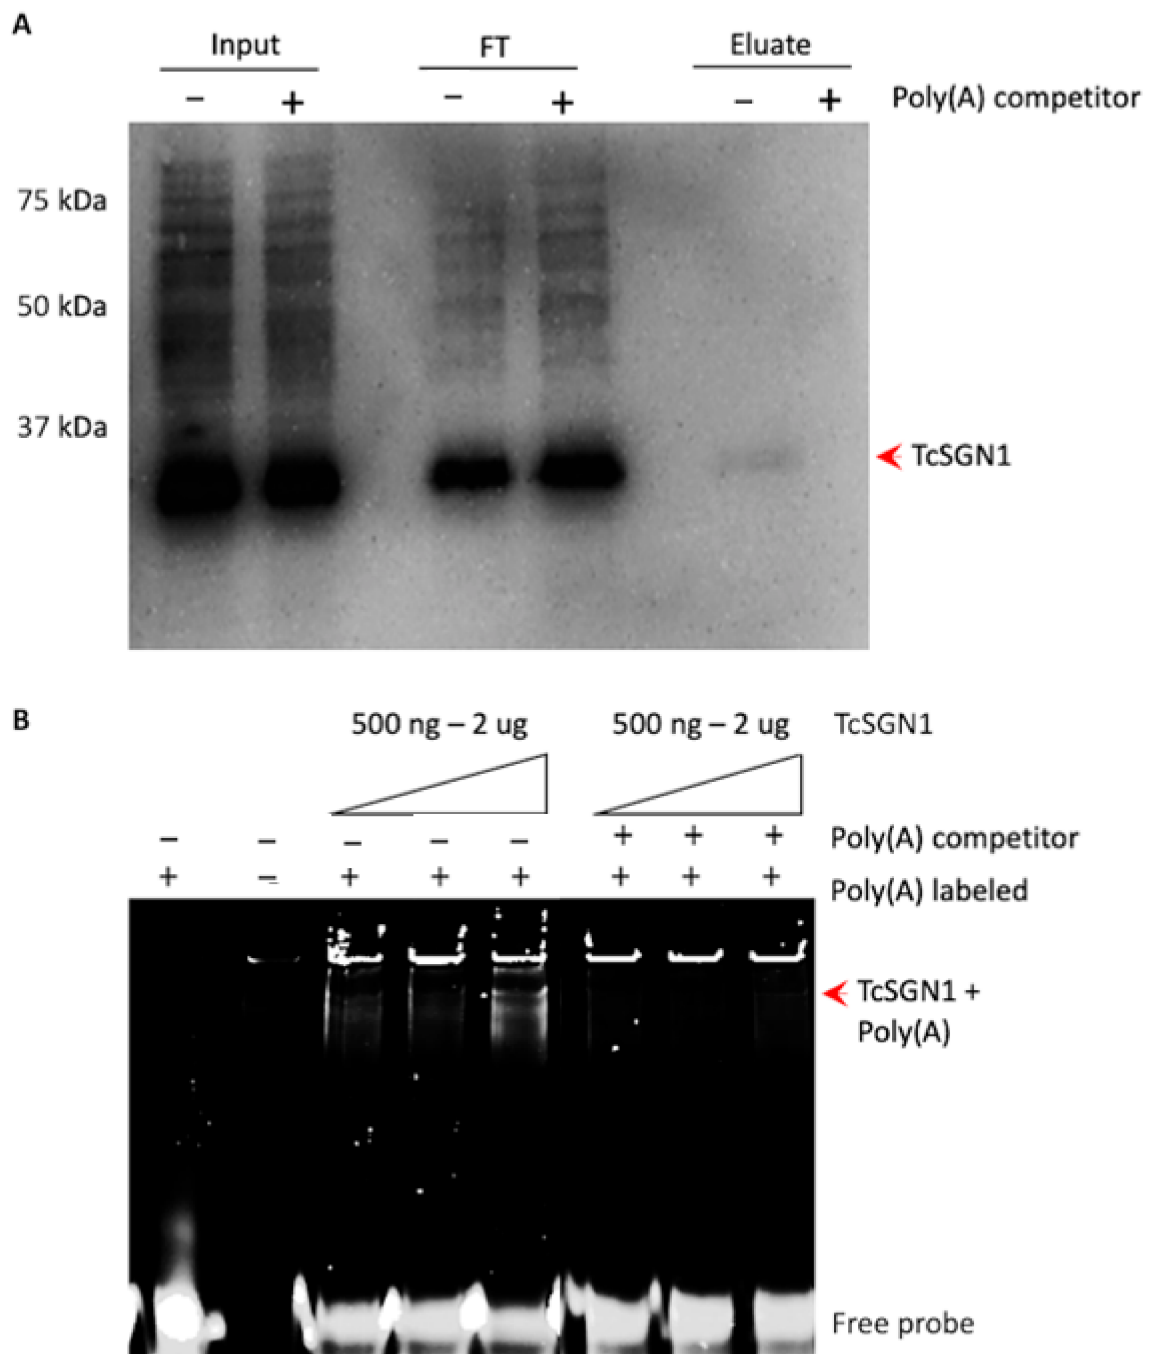 A
Input FT Eluate
– + – + – + Poly(A) competitor
75 kDa
50 kDa
37 kDa
TcSGN1
B
500 ng – 2 ug 500 ng – 2 ug TcSGN1
– – – – – + + + Poly(A) competitor
+ – + + + + + + Poly(A) labeled
TcSGN1 +
Poly(A)
Free probe